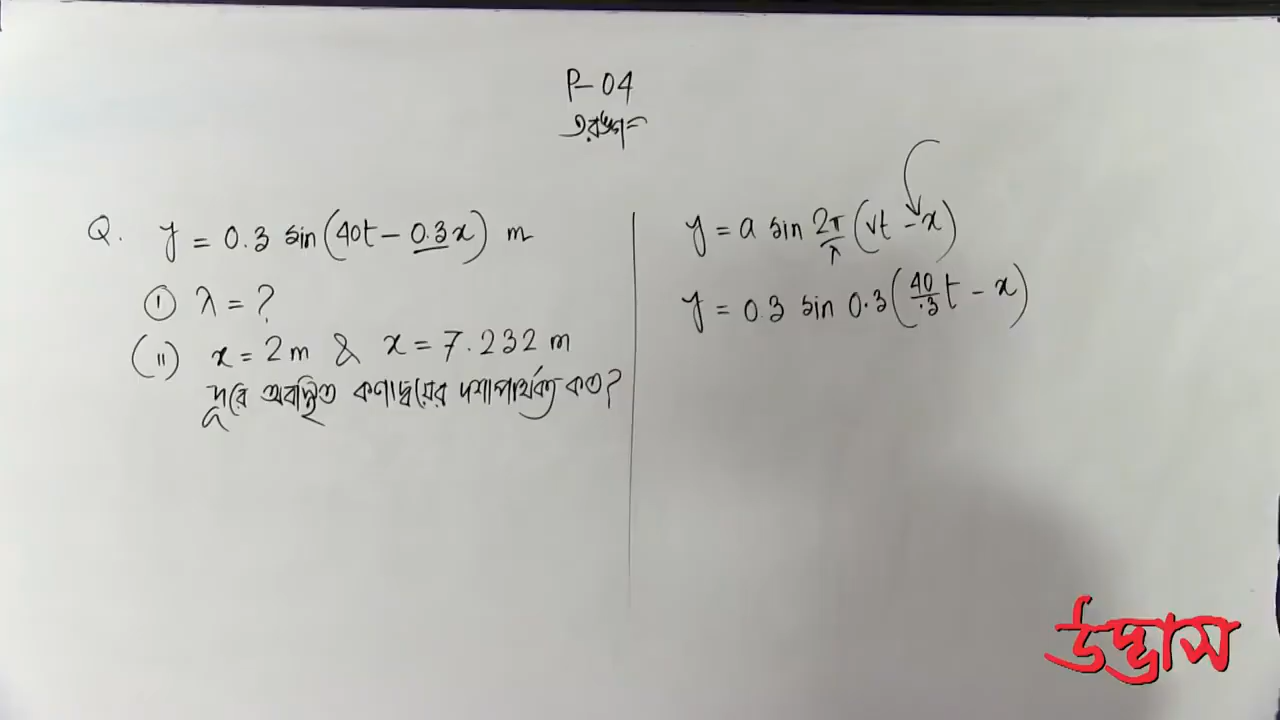 P-04
তরঙ্গ
Q. y = 0.3 sin(40t - 0.3x) m
(i) λ = ?
(ii) x = 2m & x = 7.232 m
দূরে অবস্থিত কণাদ্বয়ের দশাপার্থক্য কত?
y = a sin 2π/λ (vt - x)
y = 0.3 sin 0.3(40/.3 t - x)
উদ্ভাস